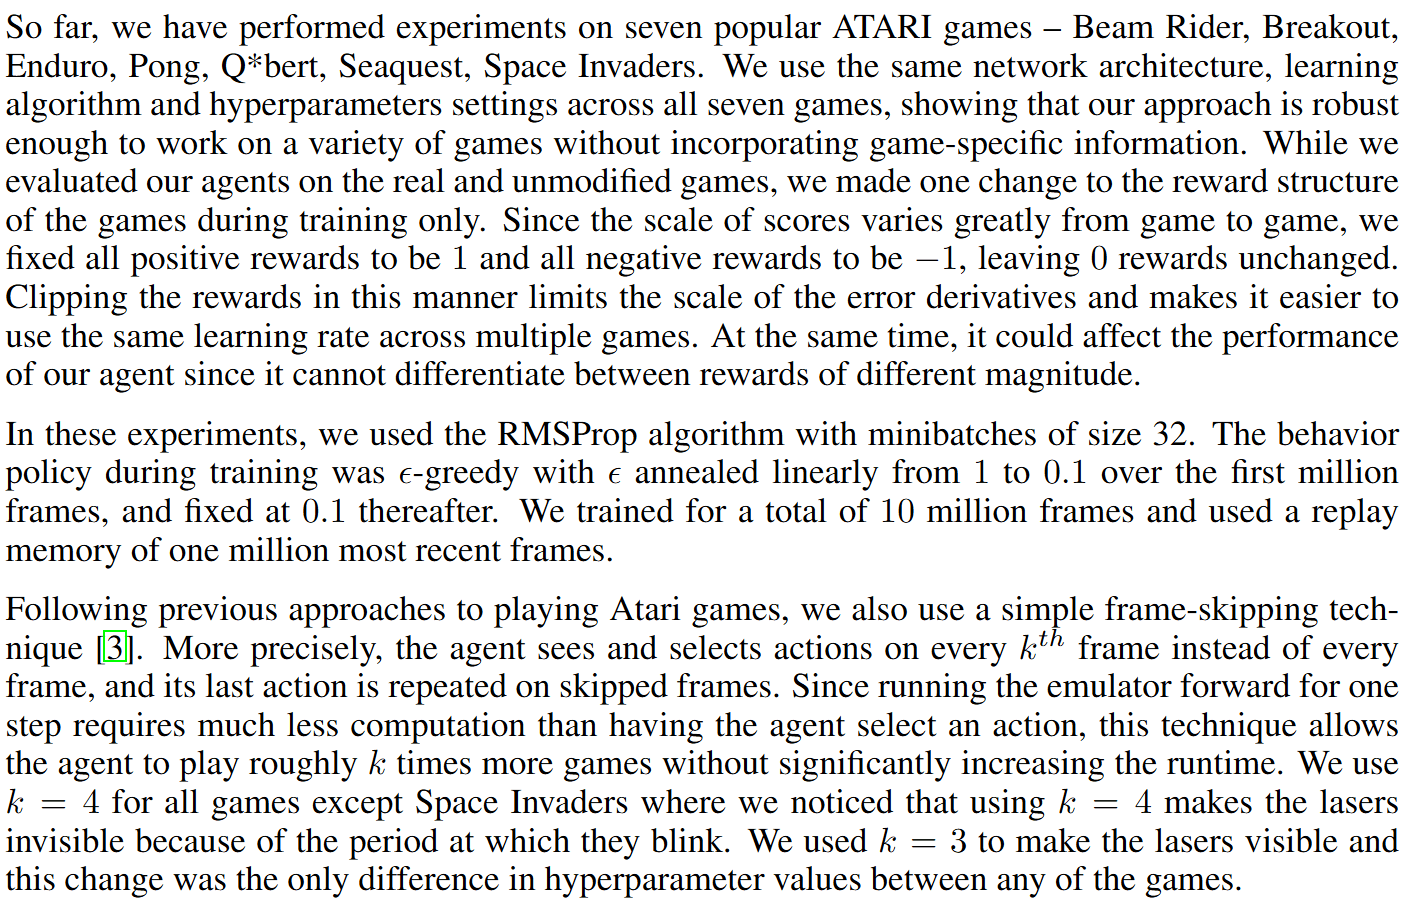 So far, we have performed experiments on seven popular ATARI games – Beam Rider, Breakout,
Enduro, Pong, Q*bert, Seaquest, Space Invaders. We use the same network architecture, learning
algorithm and hyperparameters settings across all seven games, showing that our approach is robust
enough to work on a variety of games without incorporating game-specific information. While we
evaluated our agents on the real and unmodified games, we made one change to the reward structure
of the games during training only. Since the scale of scores varies greatly from game to game, we
fixed all positive rewards to be 1 and all negative rewards to be −1, leaving 0 rewards unchanged.
Clipping the rewards in this manner limits the scale of the error derivatives and makes it easier to
use the same learning rate across multiple games. At the same time, it could affect the performance
of our agent since it cannot differentiate between rewards of different magnitude.
In these experiments, we used the RMSProp algorithm with minibatches of size 32. The behavior
policy during training was ϵ-greedy with ϵ annealed linearly from 1 to 0.1 over the first million
frames, and fixed at 0.1 thereafter. We trained for a total of 10 million frames and used a replay
memory of one million most recent frames.
Following previous approaches to playing Atari games, we also use a simple frame-skipping tech-
nique [3]. More precisely, the agent sees and selects actions on every k^{th} frame instead of every
frame, and its last action is repeated on skipped frames. Since running the emulator forward for one
step requires much less computation than having the agent select an action, this technique allows
the agent to play roughly k times more games without significantly increasing the runtime. We use
k = 4 for all games except Space Invaders where we noticed that using k = 4 makes the lasers
invisible because of the period at which they blink. We used k = 3 to make the lasers visible and
this change was the only difference in hyperparameter values between any of the games.